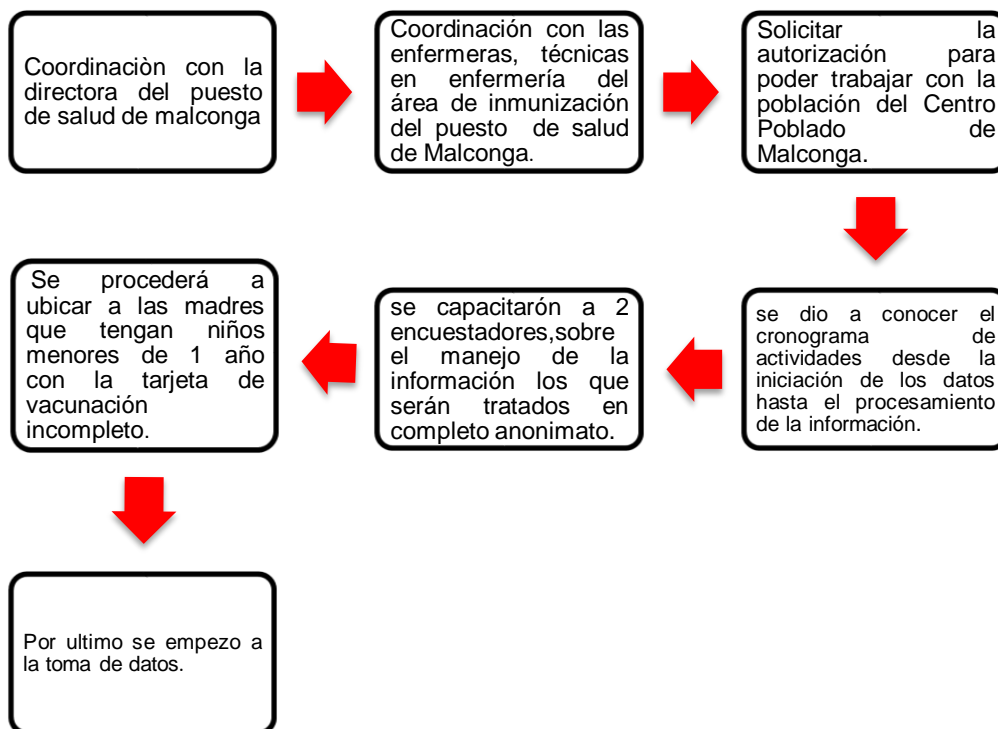 Coordinaciòn con la
directora del puesto
de salud de malconga
Coordinación con las
enfermeras, técnicas
en enfermería del
área de inmunización
del puesto de salud
de Malconga.
Solicitar la
autorización para
poder trabajar con la
población del Centro
Poblado de
Malconga.
se dio a conocer el
cronograma de
actividades desde la
iniciación de los datos
hasta el procesamiento
de la información.
se capacitarón a 2
encuestadores,sobre
el manejo de la
información los que
serán tratados en
completo anonimato.
Se procederá a
ubicar a las madres
que tengan niños
menores de 1 año
con la tarjeta de
vacunación
incompleto.
Por ultimo se empezo a
la toma de datos.